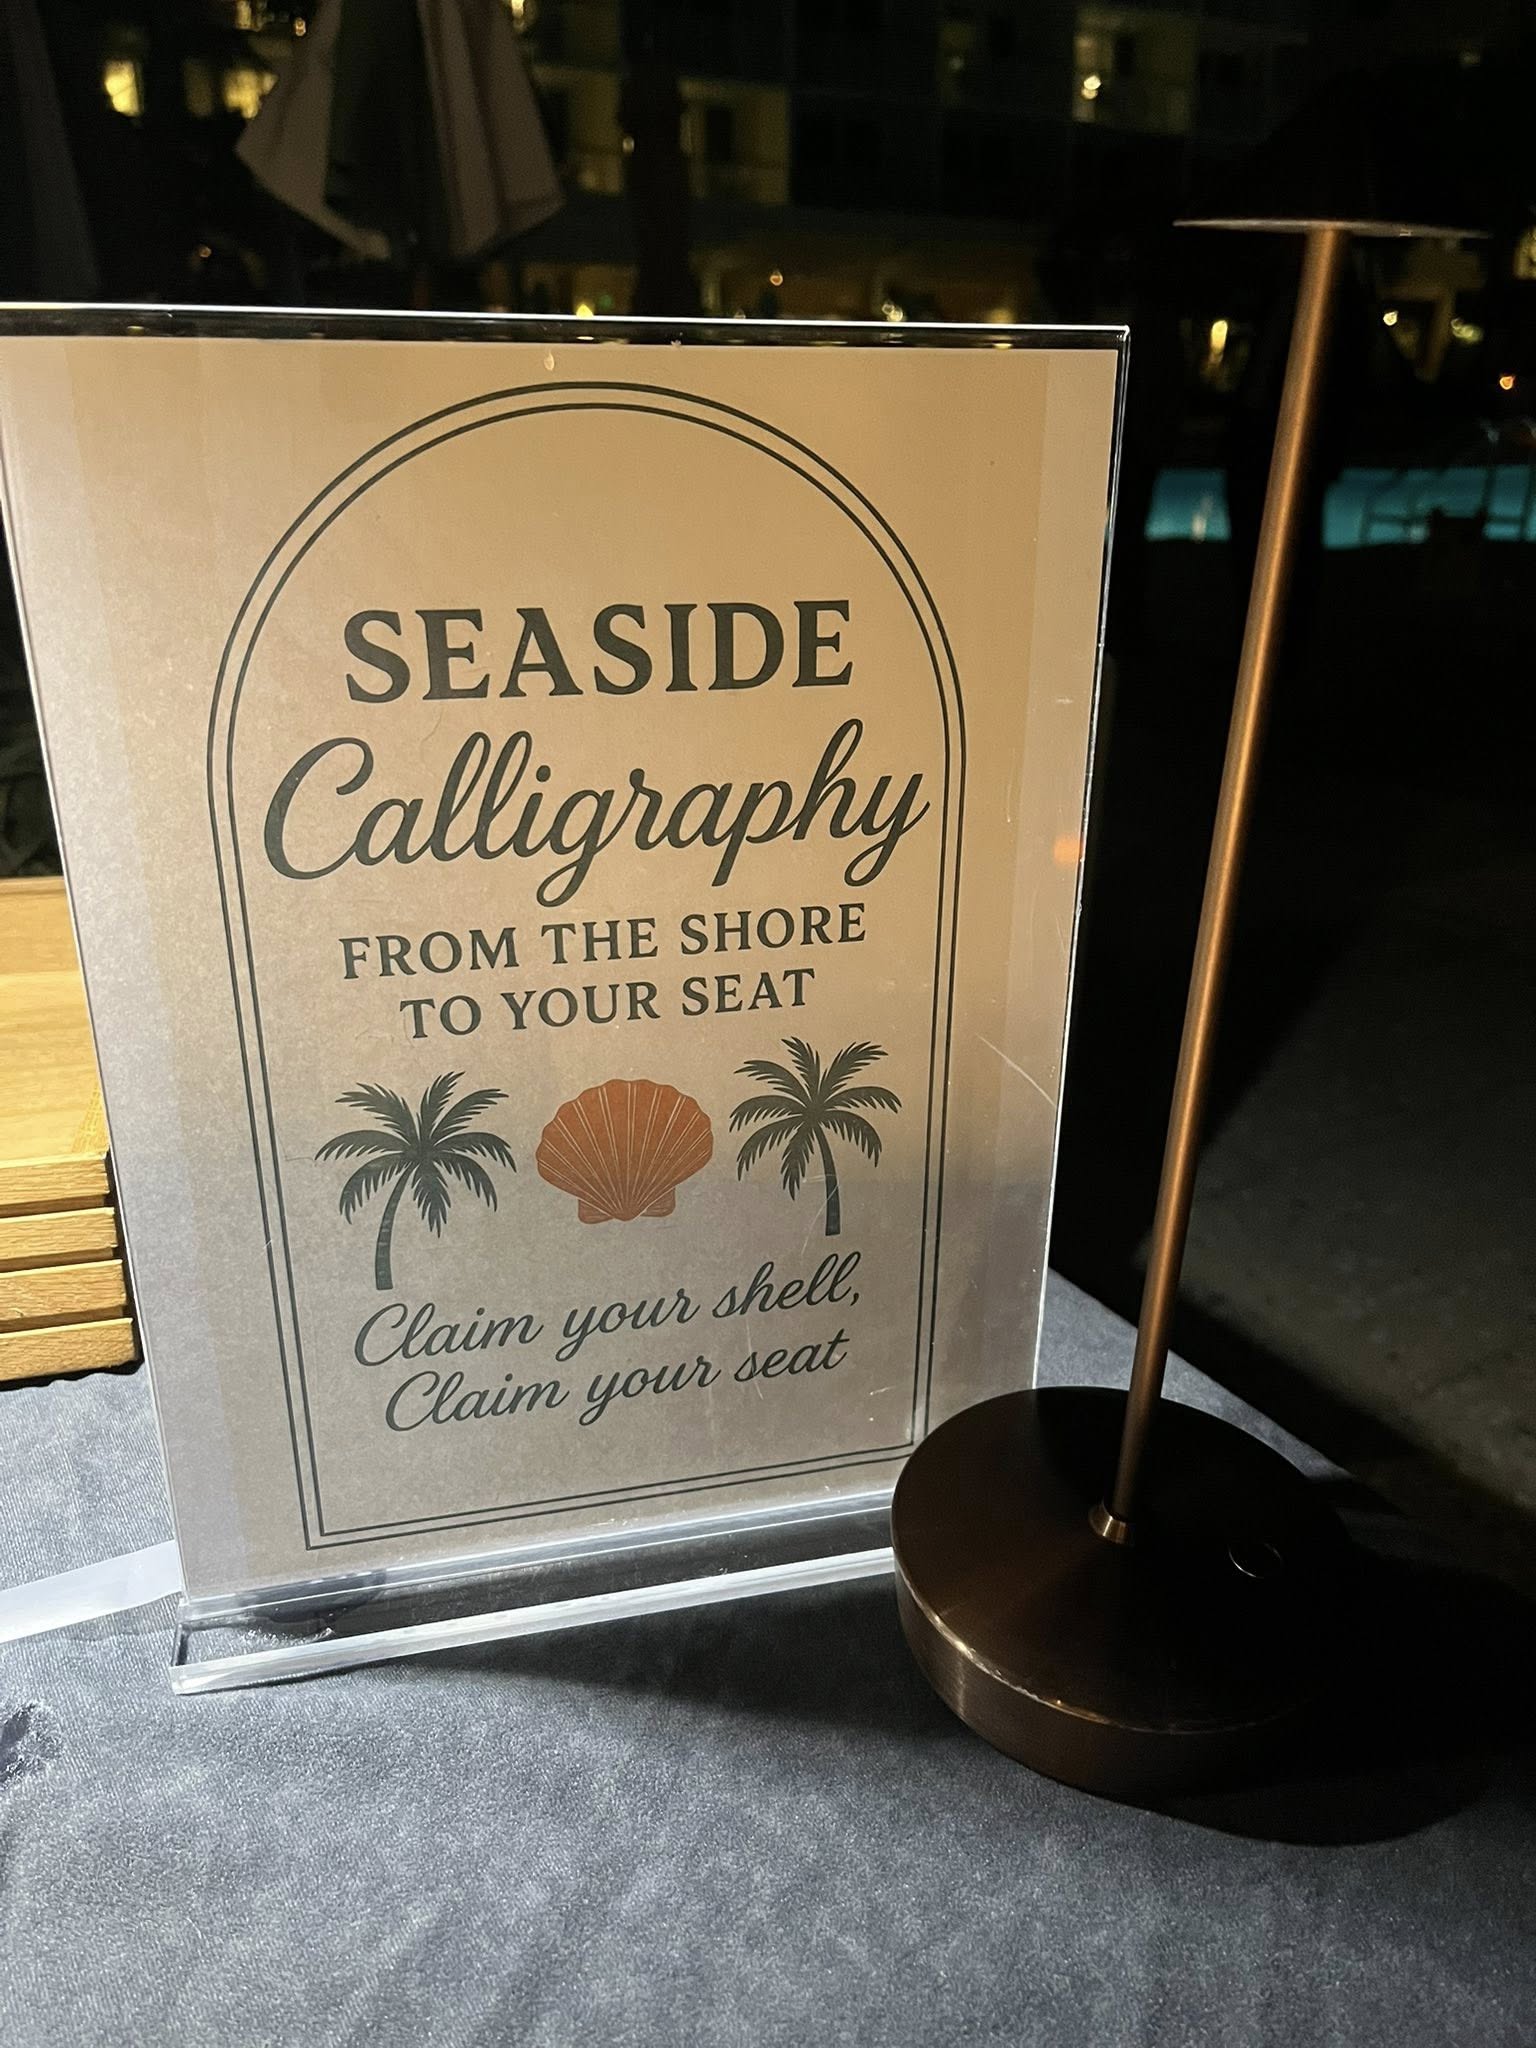 SEASIDE
Calligraphy
FROM THE SHORE
TO YOUR SEAT
Claim your shell,
Claim your seat